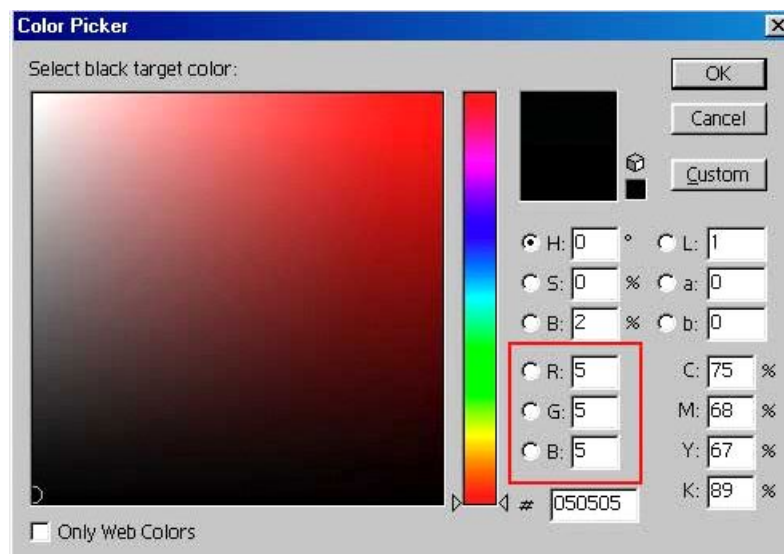 Color Picker
Select black target color:
OK
Cancel
Custom
H: 0 °
S: 0 %
B: 2 %
L: 1
a: 0
b: 0
R: 5
G: 5
B: 5
C: 75 %
M: 68 %
Y: 67 %
K: 89 %
# 050505
Only Web Colors